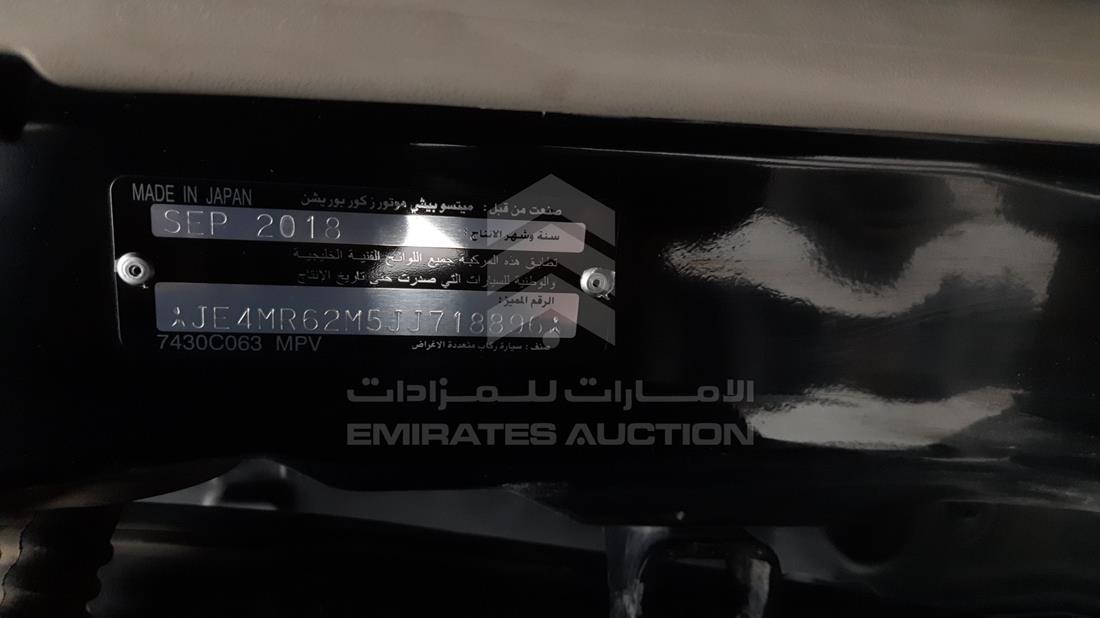 MADE IN JAPAN
صنعت من قبل: ميتسوبيشي موتورز كوربوريشن
SEP 2018
سنة وشهر الانتاج:
تطابق هذه المركبة جميع اللوائح الفنية الخليجية
والوطنية للسيارات التي صدرت حتى تاريخ الانتاج
الرقم المميز:
JE4MR62M5JJ718896
7430C063 MPV
صنف: سيارة ركاب متعددة الاغراض
الامارات للمزادات
EMIRATES AUCTION